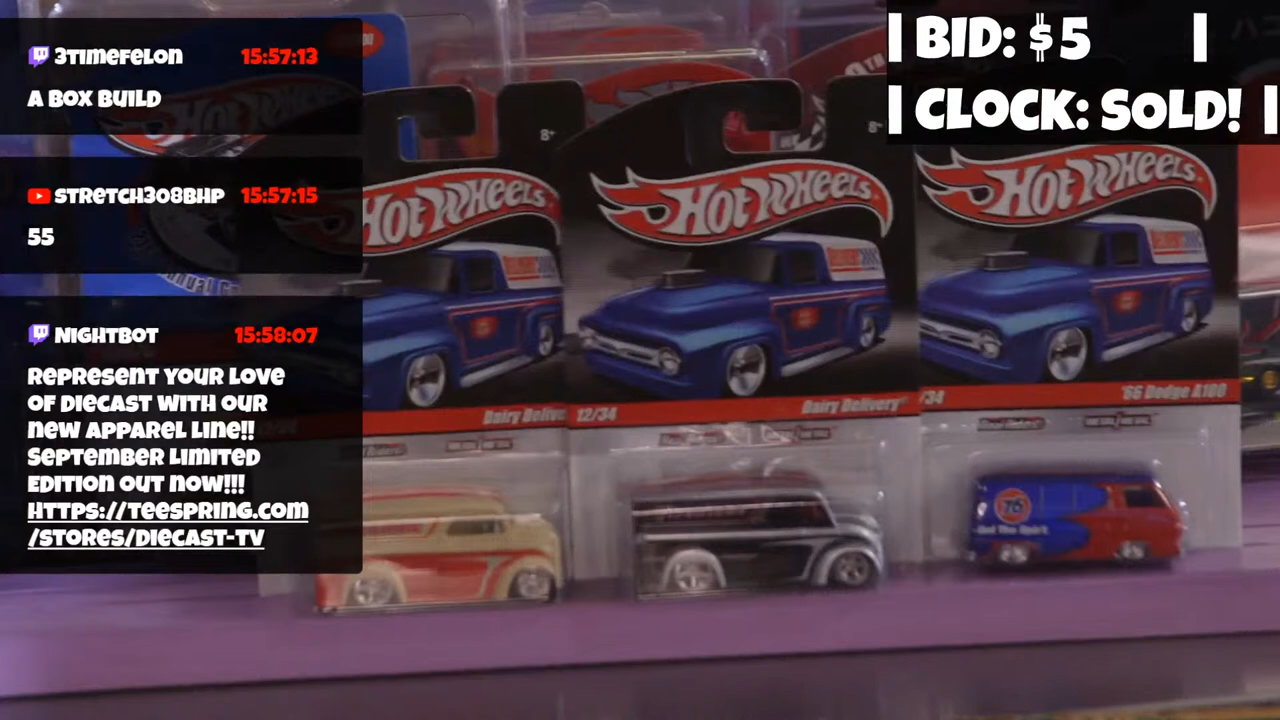 3TIMEFELON 15:57:13
A BOX BUILD
STRETCH308BHP 15:57:15
55
NIGHTBOT 15:58:07
REPRESENT YOUR LOVE
OF DIECAST WITH OUR
NEW APPAREL LINE!!
SEPTEMBER LIMITED
EDITION OUT NOW!!!
HTTPS://TEESPRING.COM
/STORES/DIECAST-TV
| BID: $5 |
| CLOCK: SOLD! |
8+
8+
HOT WHEELS
HOT WHEELS
HOT WHEELS
Dairy Delive
12/34
Dairy Delivery
/34
'66 Dodge A100
76